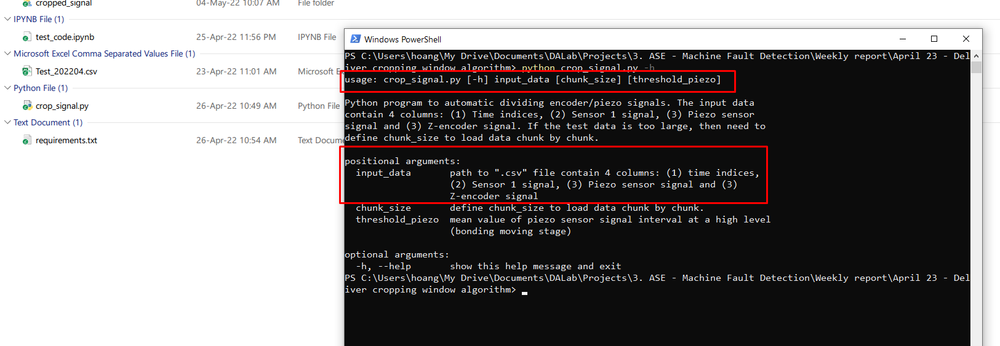 cropped_signal 04-May-22 10:07 AM File folder
IPYNB File (1)
test_code.ipynb 25-Apr-22 11:56 PM IPYNB File
Microsoft Excel Comma Separated Values File (1)
Test_202204.csv 23-Apr-22 11:01 AM Microsoft
Python File (1)
crop_signal.py 26-Apr-22 10:49 AM Python File
Text Document (1)
requirements.txt 26-Apr-22 10:54 AM Text Docume
Windows PowerShell
PS C:\Users\hoang\My Drive\Documents\DALab\Projects\3. ASE - Machine Fault Detection\Weekly report\April 23 - Del
iver cropping window algorithm> python crop_signal.py -h
usage: crop_signal.py [-h] input_data [chunk_size] [threshold_piezo]
Python program to automatic dividing encoder/piezo signals. The input data
contain 4 columns: (1) Time indices, (2) Sensor 1 signal, (3) Piezo sensor
signal and (3) Z-encoder signal. If the test data is too large, then need to
define chunk_size to load data chunk by chunk.
positional arguments:
input_data path to ".csv" file contain 4 columns: (1) time indices,
(2) Sensor 1 signal, (3) Piezo sensor signal and (3)
Z-encoder signal
chunk_size define chunk_size to load data chunk by chunk.
threshold_piezo mean value of piezo sensor signal interval at a high level
(bonding moving stage)
optional arguments:
-h, --help show this help message and exit
PS C:\Users\hoang\My Drive\Documents\DALab\Projects\3. ASE - Machine Fault Detection\Weekly report\April 23 - Del
iver cropping window algorithm>